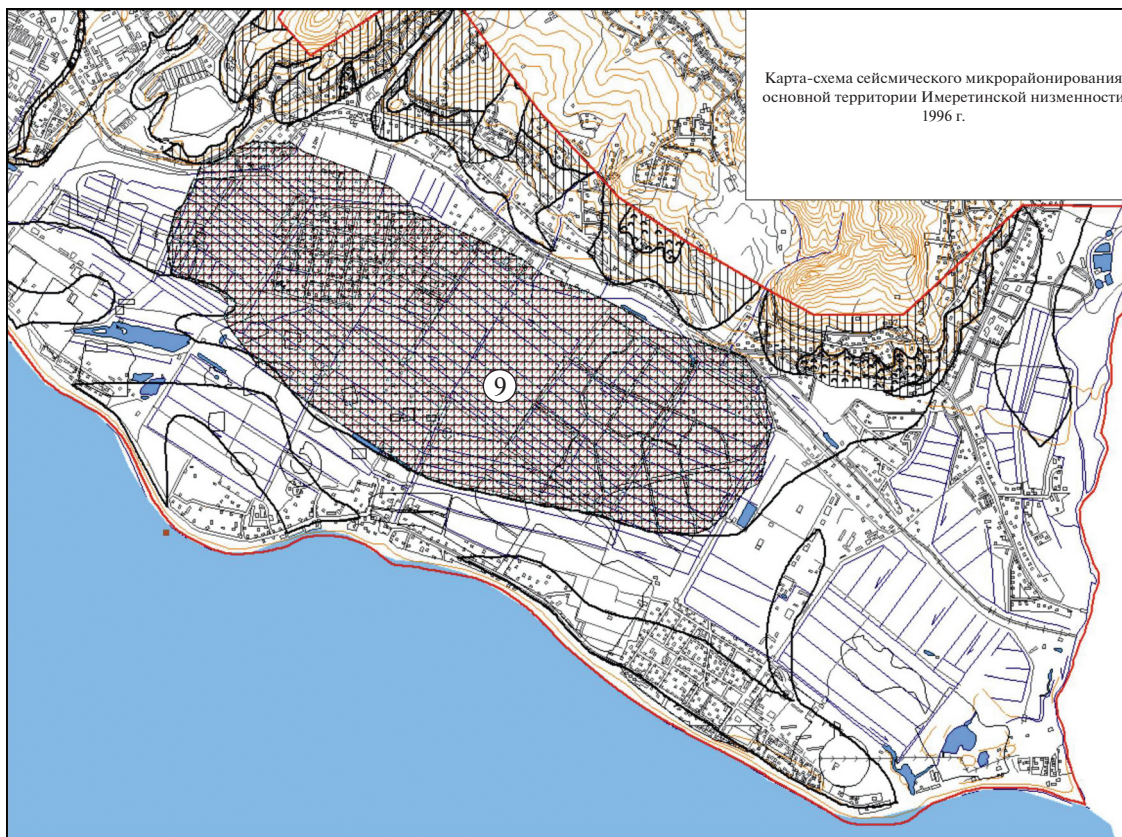 Карта-схема сейсмического микрорайонирования
основной территории Имеретинской низменности
1996 г.
9